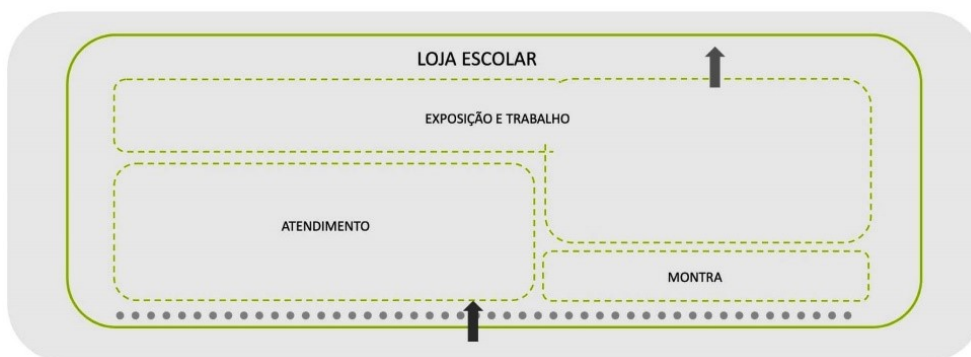 LOJA ESCOLAR
EXPOSIÇÃO E TRABALHO
ATENDIMENTO
MONTRA